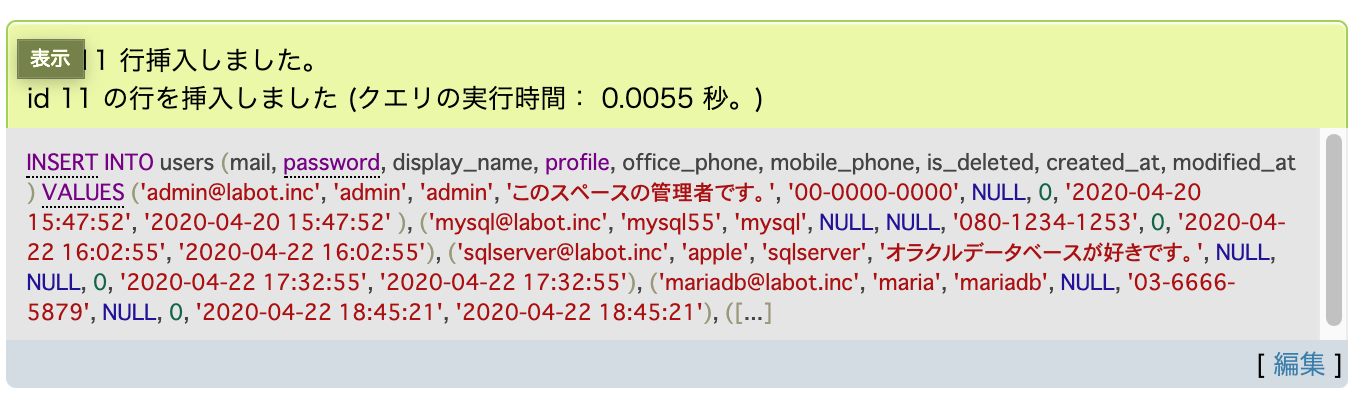 表示 11 行挿入しました。
id 11 の行を挿入しました (クエリの実行時間： 0.0055 秒。)
INSERT INTO users (mail, password, display_name, profile, office_phone, mobile_phone, is_deleted, created_at, modified_at
) VALUES ('admin@labot.inc', 'admin', 'admin', 'このスペースの管理者です。', '00-0000-0000', NULL, 0, '2020-04-20
15:47:52', '2020-04-20 15:47:52' ), ('mysql@labot.inc', 'mysql55', 'mysql', NULL, NULL, '080-1234-1253', 0, '2020-04-
22 16:02:55', '2020-04-22 16:02:55'), ('sqlserver@labot.inc', 'apple', 'sqlserver', 'オラクルデータベースが好きです。', NULL,
NULL, 0, '2020-04-22 17:32:55', '2020-04-22 17:32:55'), ('mariadb@labot.inc', 'maria', 'mariadb', NULL, '03-6666-
5879', NULL, 0, '2020-04-22 18:45:21', '2020-04-22 18:45:21'), ([...]
[ 編集 ]